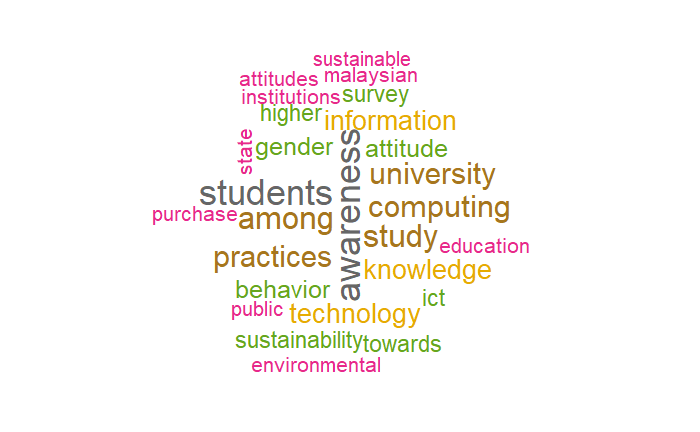 sustainable
attitudes malaysian
institutions survey
higher information
state gender attitude
awareness
students university
purchase among computing
study education
practices knowledge
behavior ict
public technology
sustainability towards
environmental